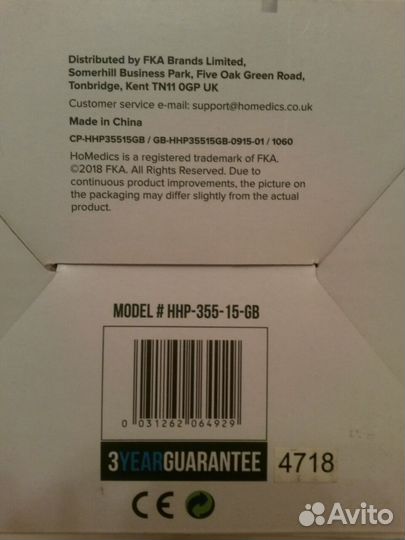 Distributed by FKA Brands Limited,
Somerhill Business Park, Five Oak Green Road,
Tonbridge, Kent TN11 0GP UK
Customer service e-mail: support@homedics.co.uk
Made in China
CP-HHP35515GB / GB-HHP35515GB-0915-01 / 1060
HoMedics is a registered trademark of FKA.
©2018 FKA. All Rights Reserved. Due to
continuous product improvements, the picture on
the packaging may differ slightly from the actual
product.
MODEL # HHP-355-15-GB
0 031262 064929
3YEARGUARANTEE
4718
CE
Avito